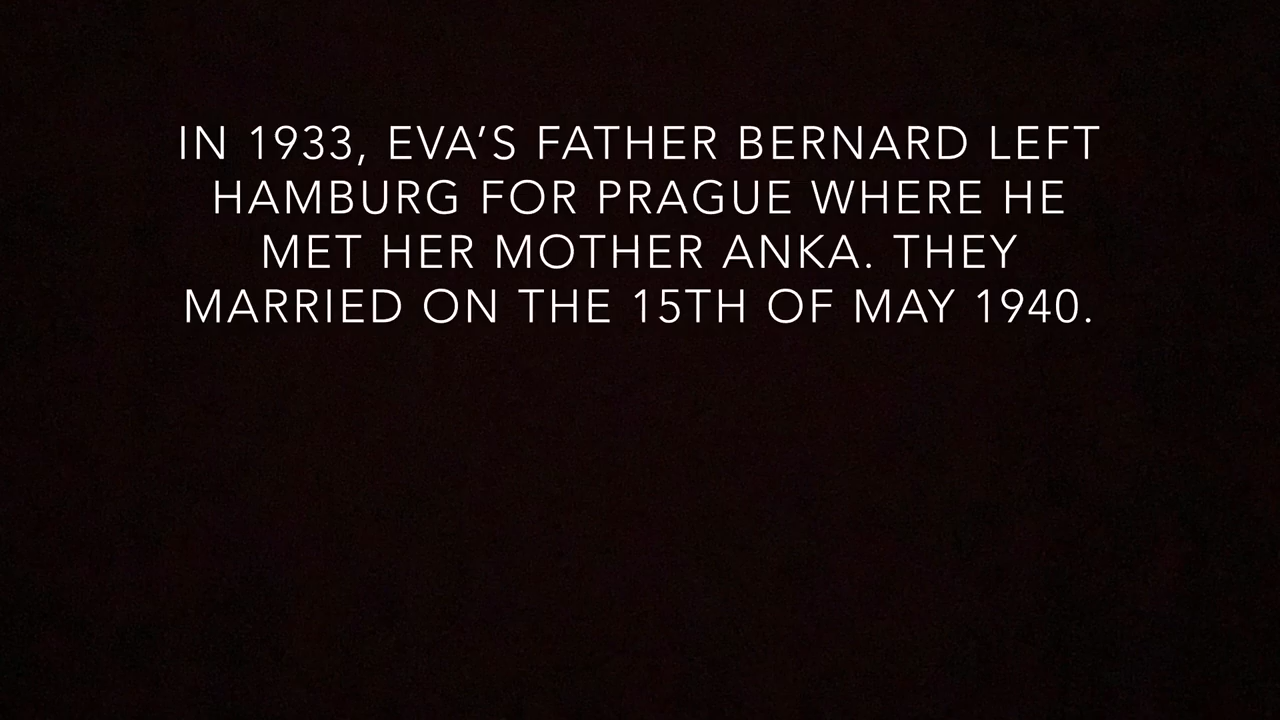 IN 1933, EVA’S FATHER BERNARD LEFT
HAMBURG FOR PRAGUE WHERE HE
MET HER MOTHER ANKA. THEY
MARRIED ON THE 15TH OF MAY 1940.